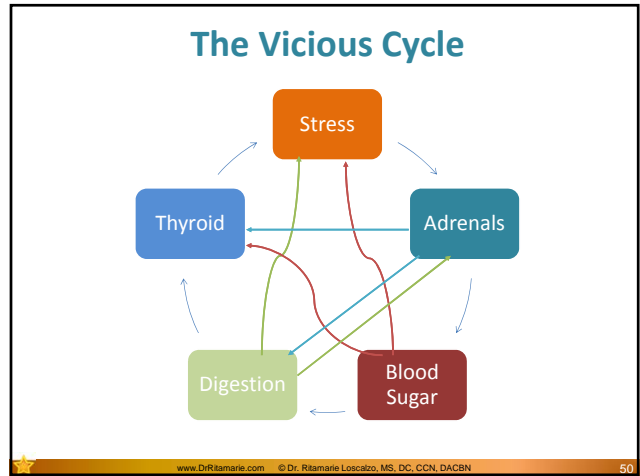 The Vicious Cycle
Stress
Thyroid
Adrenals
Digestion
Blood
Sugar
www.DrRitamarie.com © Dr. Ritamarie Loscalzo, MS, DC, CCN, DACBN
50